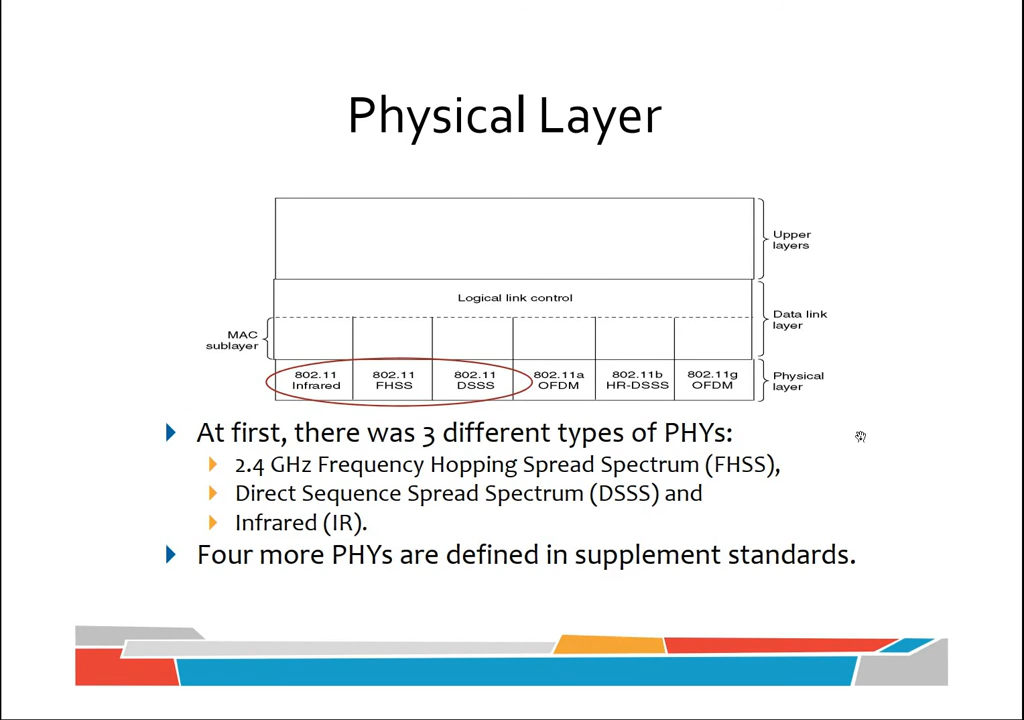 Physical Layer
Upper
layers
Logical link control
Data link
layer
MAC
sublayer
802.11
Infrared
802.11
FHSS
802.11
DSSS
802.11a
OFDM
802.11b
HR-DSSS
802.11g
OFDM
Physical
layer
At first, there was 3 different types of PHYs:
2.4 GHz Frequency Hopping Spread Spectrum (FHSS),
Direct Sequence Spread Spectrum (DSSS) and
Infrared (IR).
Four more PHYs are defined in supplement standards.